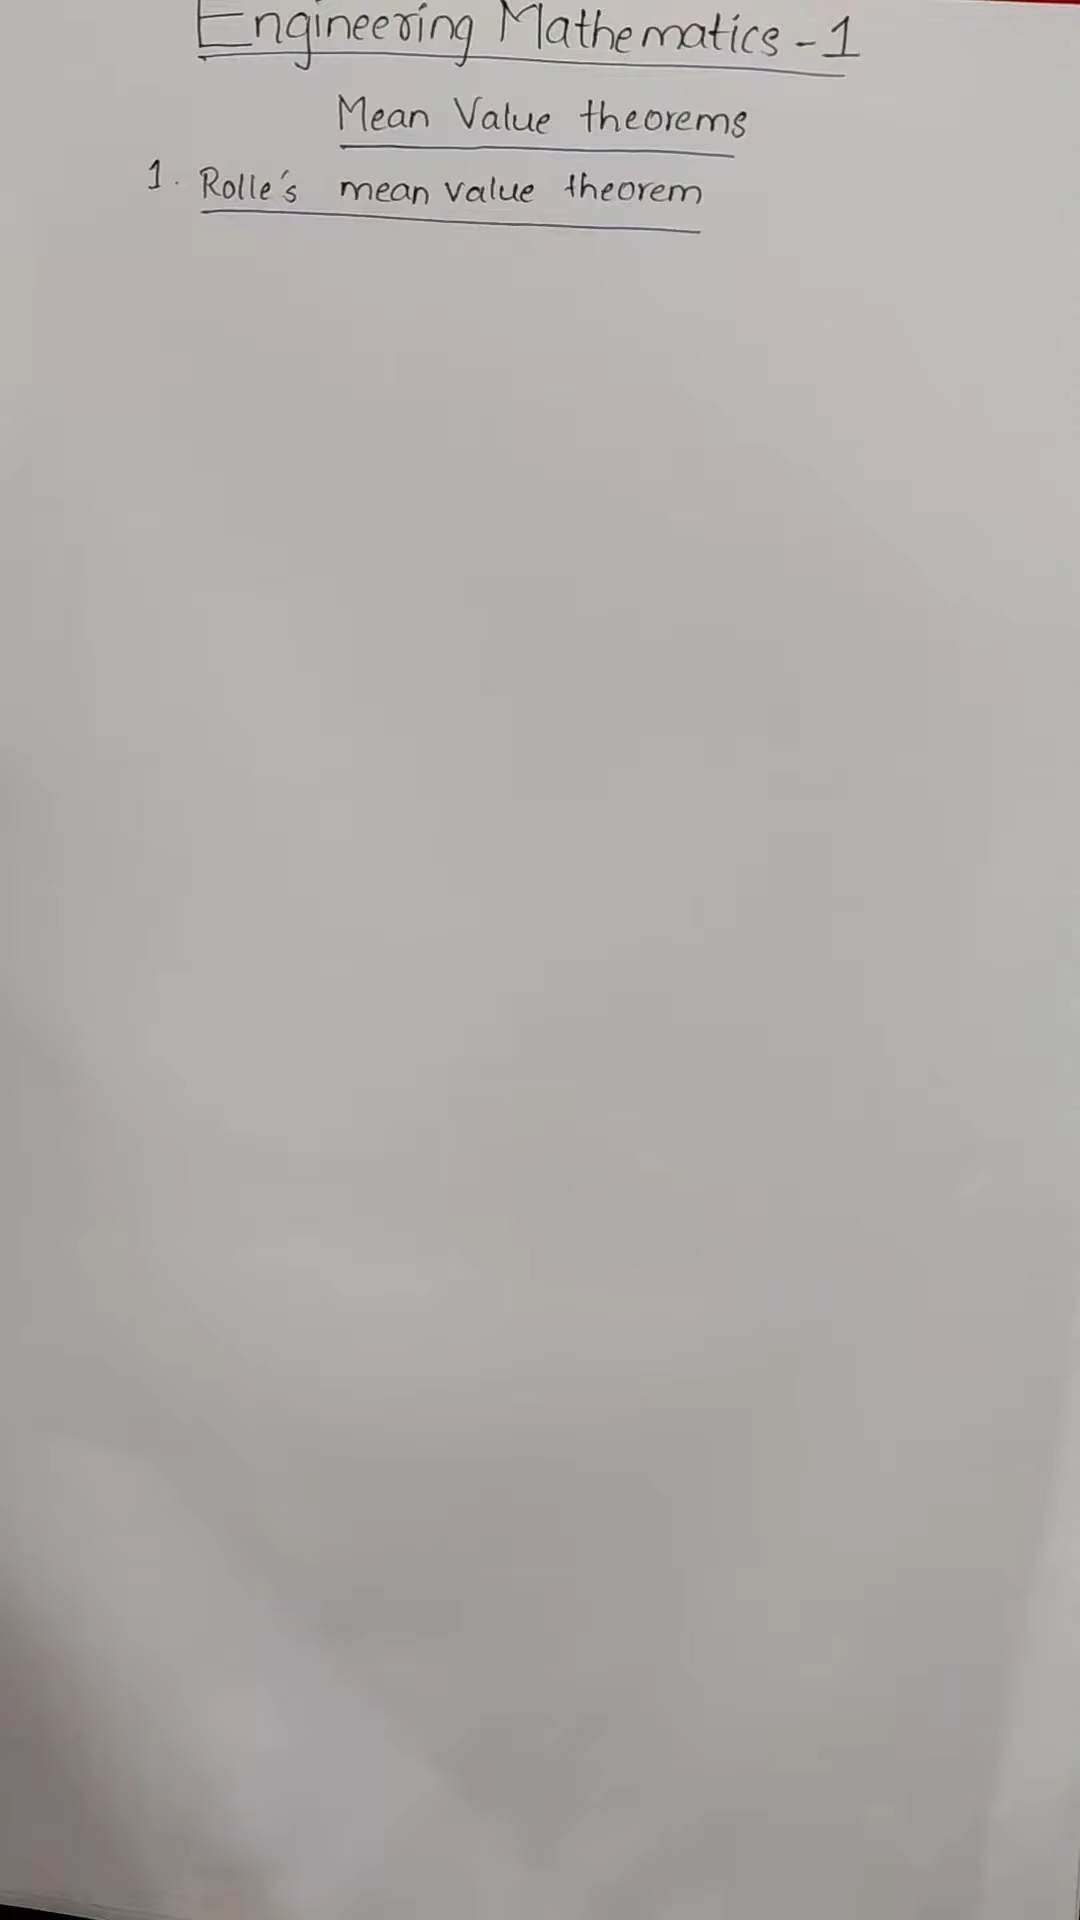 Engineering Mathematics - 1
Mean Value theorems
1. Rolle's mean value theorem